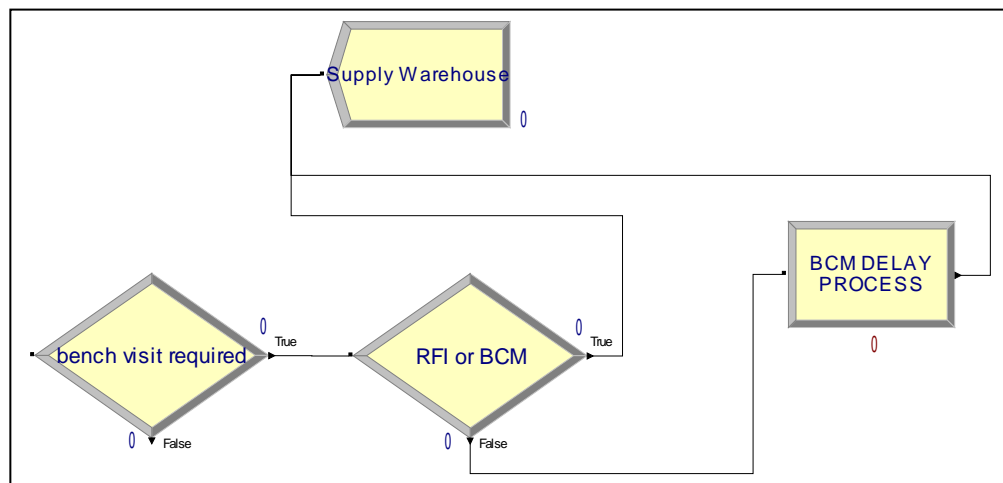 Supply Warehouse
0
BCM DELAY
PROCESS
0
bench visit required
0
True
0
False
RFI or BCM
0
True
0
False